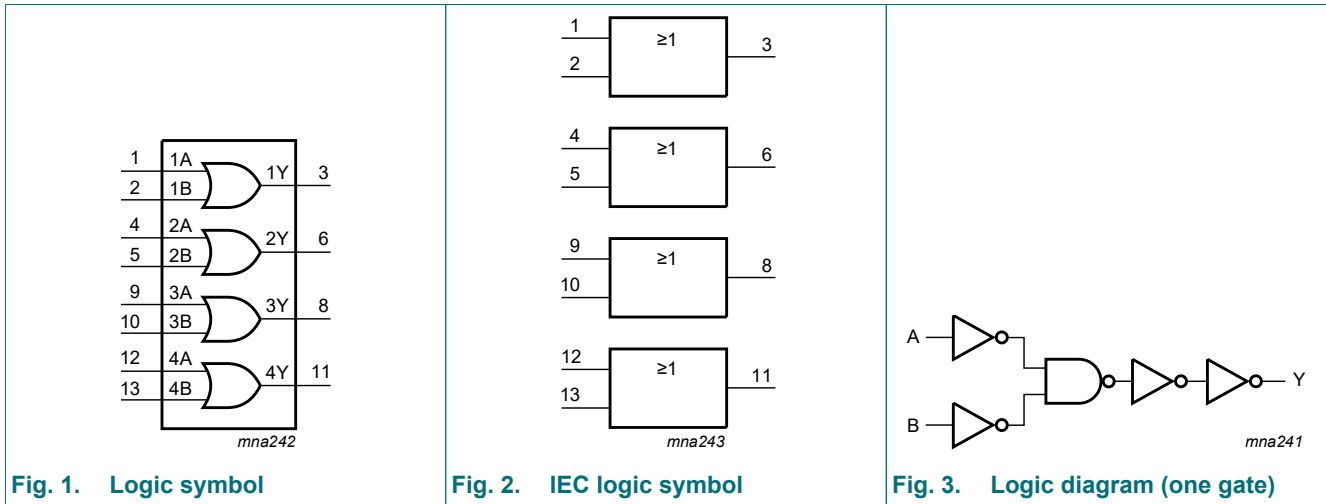 1 1A 1Y 3
2 1B
4 2A 2Y 6
5 2B
9 3A 3Y 8
10 3B
12 4A 4Y 11
13 4B
mna242
Fig. 1. Logic symbol
1 ≥1 3
2
4 ≥1 6
5
9 ≥1 8
10
12 ≥1 11
13
mna243
Fig. 2. IEC logic symbol
A
Y
B
mna241
Fig. 3. Logic diagram (one gate)